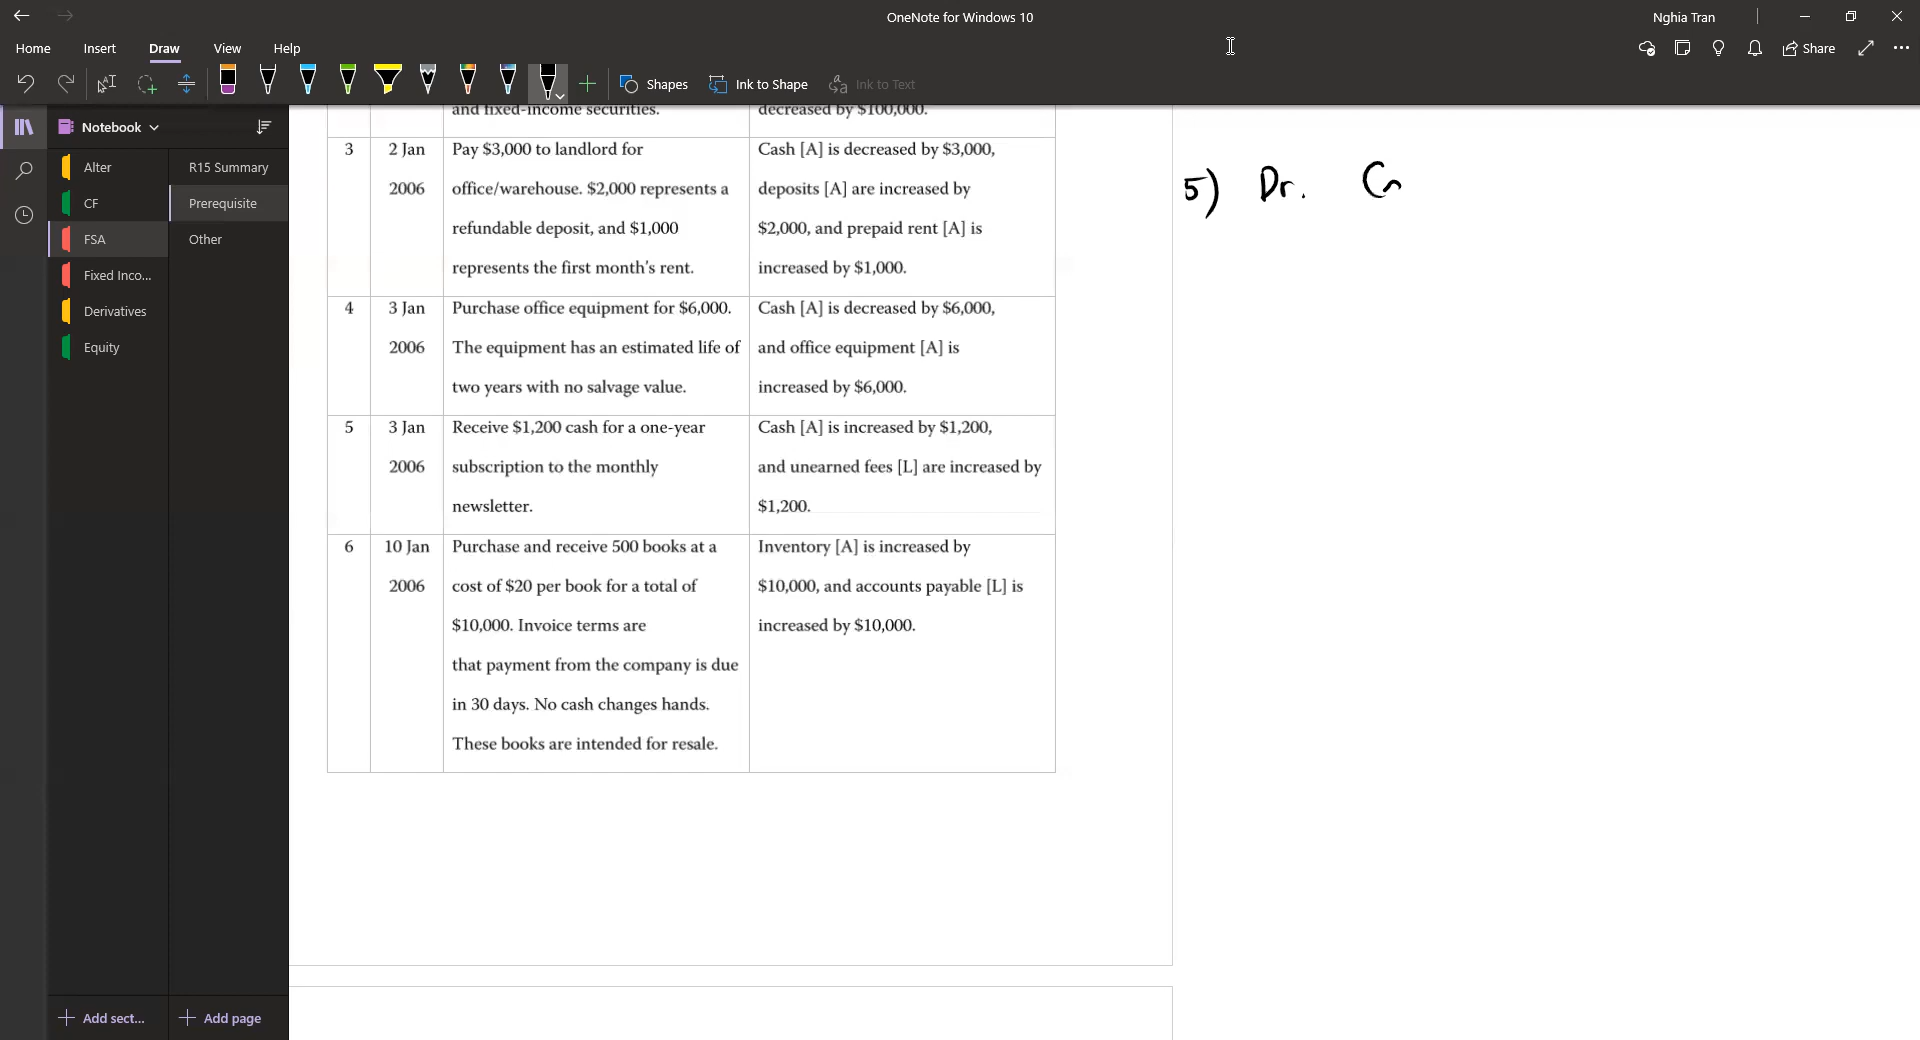 OneNote for Windows 10
Nghia Tran
Home Insert Draw View Help
Share
Shapes Ink to Shape Ink to Text
Notebook
Alter
CF
FSA
Fixed Inco...
Derivatives
Equity
R15 Summary
Prerequisite
Other
and fixed-income securities.
decreased by $100,000.
3
2 Jan
2006
Pay $3,000 to landlord for
office/warehouse. $2,000 represents a
refundable deposit, and $1,000
represents the first month's rent.
Cash [A] is decreased by $3,000,
deposits [A] are increased by
$2,000, and prepaid rent [A] is
increased by $1,000.
4
3 Jan
2006
Purchase office equipment for $6,000.
The equipment has an estimated life of
two years with no salvage value.
Cash [A] is decreased by $6,000,
and office equipment [A] is
increased by $6,000.
5
3 Jan
2006
Receive $1,200 cash for a one-year
subscription to the monthly
newsletter.
Cash [A] is increased by $1,200,
and unearned fees [L] are increased by
$1,200.
6
10 Jan
2006
Purchase and receive 500 books at a
cost of $20 per book for a total of
$10,000. Invoice terms are
that payment from the company is due
in 30 days. No cash changes hands.
These books are intended for resale.
Inventory [A] is increased by
$10,000, and accounts payable [L] is
increased by $10,000.
5) Dr.
Add sect...
Add page